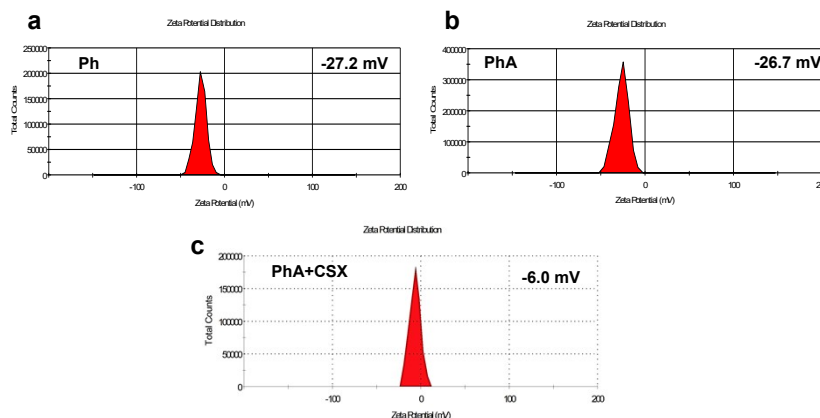 a
Zeta Potential Distribution
Ph
-27.2 mV
Total Counts
250000
200000
150000
100000
50000
0
-100
0
100
200
Zeta Potential (mV)
b
Zeta Potential Distribution
PhA
-26.7 mV
Total Counts
400000
300000
200000
100000
0
-100
0
100
200
Zeta Potential (mV)
c
Zeta Potential Distribution
PhA+CSX
-6.0 mV
Total Counts
200000
150000
100000
50000
0
-100
0
100
200
Zeta Potential (mV)